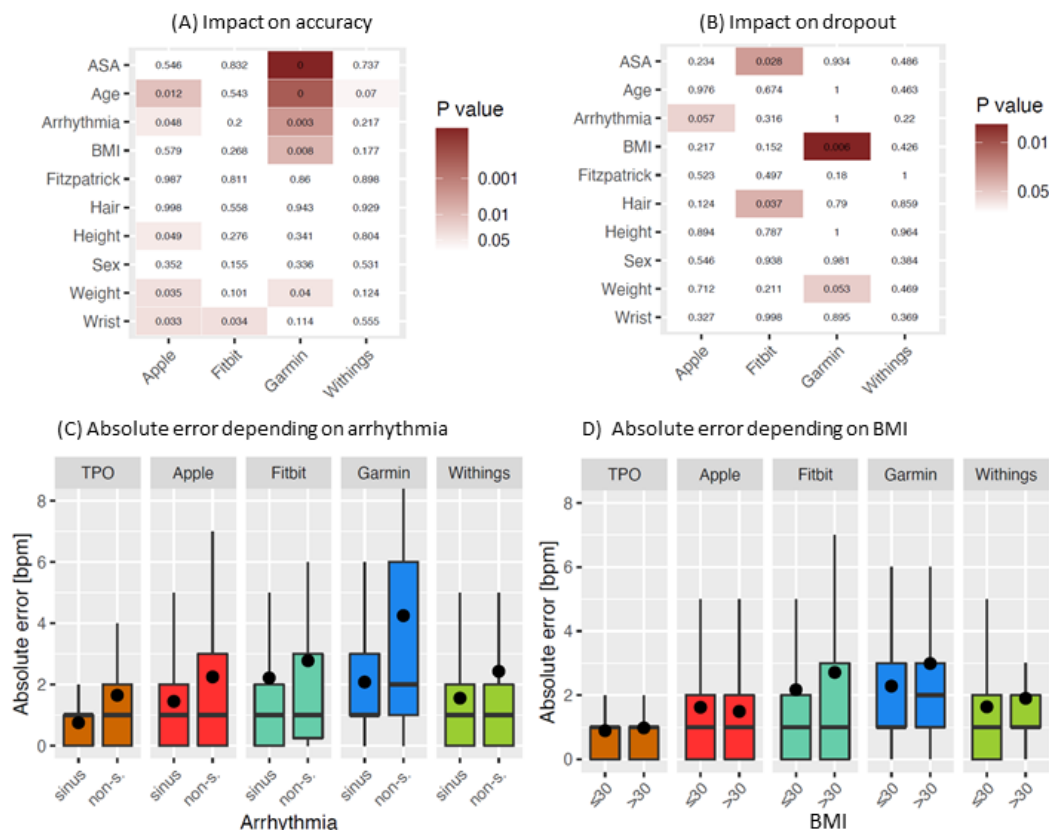 (A) Impact on accuracy
ASA 0.546 0.832 0 0.737
Age 0.012 0.543 0 0.07
Arrhythmia 0.048 0.2 0.003 0.217
BMI 0.579 0.268 0.008 0.177
Fitzpatrick 0.987 0.811 0.86 0.898
Hair 0.998 0.558 0.943 0.929
Height 0.049 0.276 0.341 0.804
Sex 0.352 0.155 0.336 0.531
Weight 0.035 0.101 0.04 0.124
Wrist 0.033 0.034 0.114 0.555
Apple Fitbit Garmin Withings
P value
0.001
0.01
0.05
(B) Impact on dropout
ASA 0.234 0.028 0.934 0.486
Age 0.976 0.674 1 0.463
Arrhythmia 0.057 0.316 1 0.22
BMI 0.217 0.152 0.006 0.426
Fitzpatrick 0.523 0.497 0.18 1
Hair 0.124 0.037 0.79 0.859
Height 0.894 0.787 1 0.964
Sex 0.546 0.938 0.981 0.384
Weight 0.712 0.211 0.053 0.469
Wrist 0.327 0.998 0.895 0.369
Apple Fitbit Garmin Withings
P value
0.01
0.05
(C) Absolute error depending on arrhythmia
TPO Apple Fitbit Garmin Withings
Absolute error [bpm]
8
6
4
2
0
sinus non-s. sinus non-s. sinus non-s. sinus non-s. sinus non-s.
Arrhythmia
D) Absolute error depending on BMI
TPO Apple Fitbit Garmin Withings
Absolute error [bpm]
8
6
4
2
0
≤30 >30 ≤30 >30 ≤30 >30 ≤30 >30 ≤30 >30
BMI